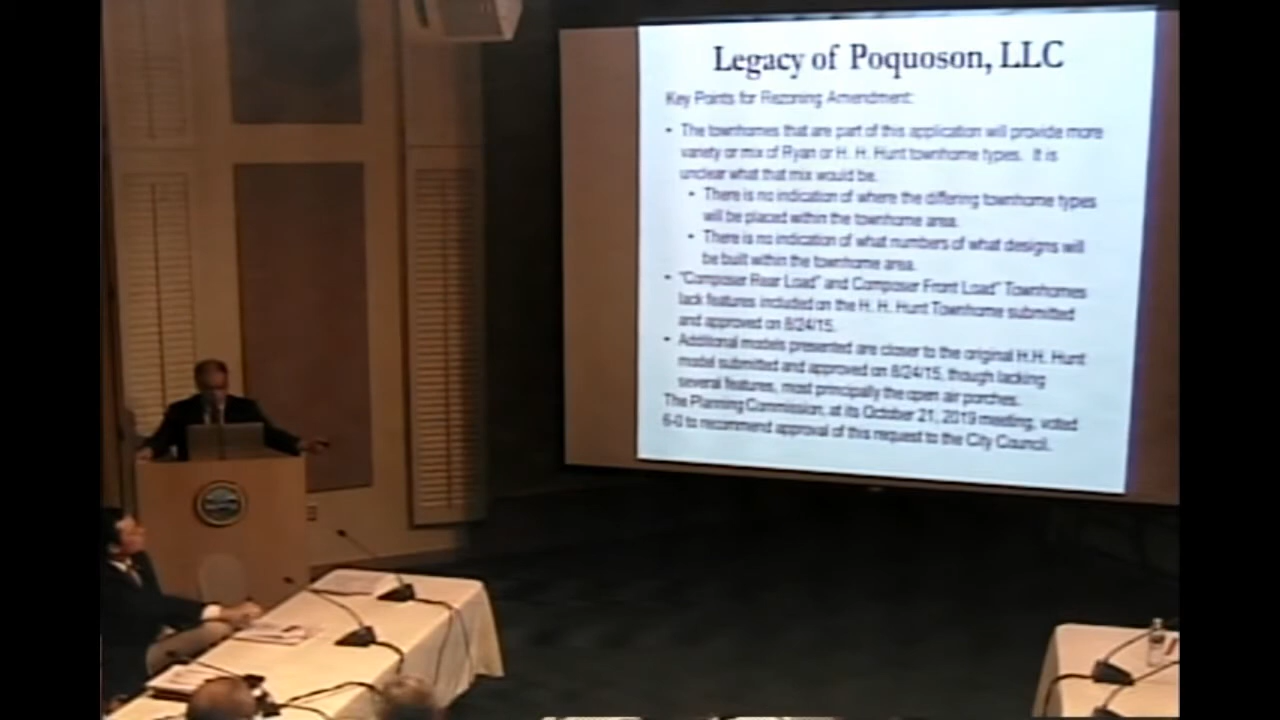 Legacy of Poquoson, LLC
Key Points for Rezoning Amendment:
• The townhomes that are part of this application will provide more
variety or mix of Ryan or H. H. Hunt townhome types. It is
unclear what that mix would be.
• There is no indication of where the differing townhome types
will be placed within the townhome area.
• There is no indication of what numbers of what designs will
be built within the townhome area.
• "Composer Rear Load" and Composer Front Load" Townhomes
lack features included on the H. H. Hunt Townhome submitted
and approved on 8/24/15.
• Additional models presented are closer to the original H.H. Hunt
model submitted and approved on 8/24/15, though lacking
several features, most principally the open air porches.
The Planning Commission, at its October 21, 2019 meeting, voted
6-0 to recommend approval of this request to the City Council.